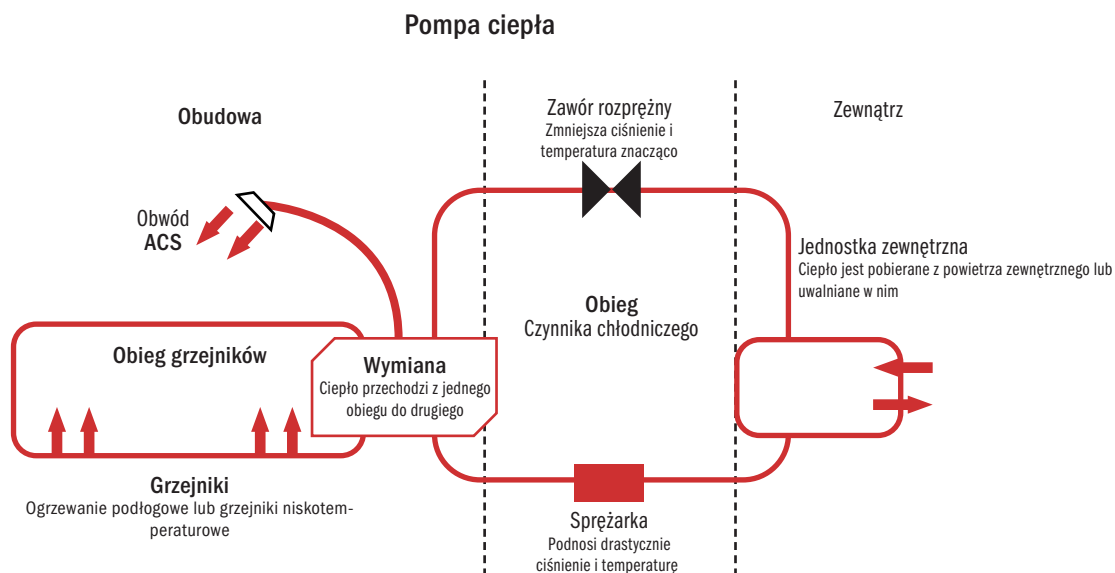 Pompa ciepła
Obudowa
Zawór rozprężny
Zmniejsza ciśnienie i
temperatura znacząco
Zewnątrz
Obwód
ACS
Jednostka zewnętrzna
Ciepło jest pobierane z powietrza zewnętrznego lub
uwalniane w nim
Obieg
Czynnika chłodniczego
Obieg grzejników
Wymiana
Ciepło przechodzi z jednego
obiegu do drugiego
Grzejniki
Ogrzewanie podłogowe lub grzejniki niskotem-
peraturowe
Sprężarka
Podnosi drastycznie
ciśnienie i temperaturę